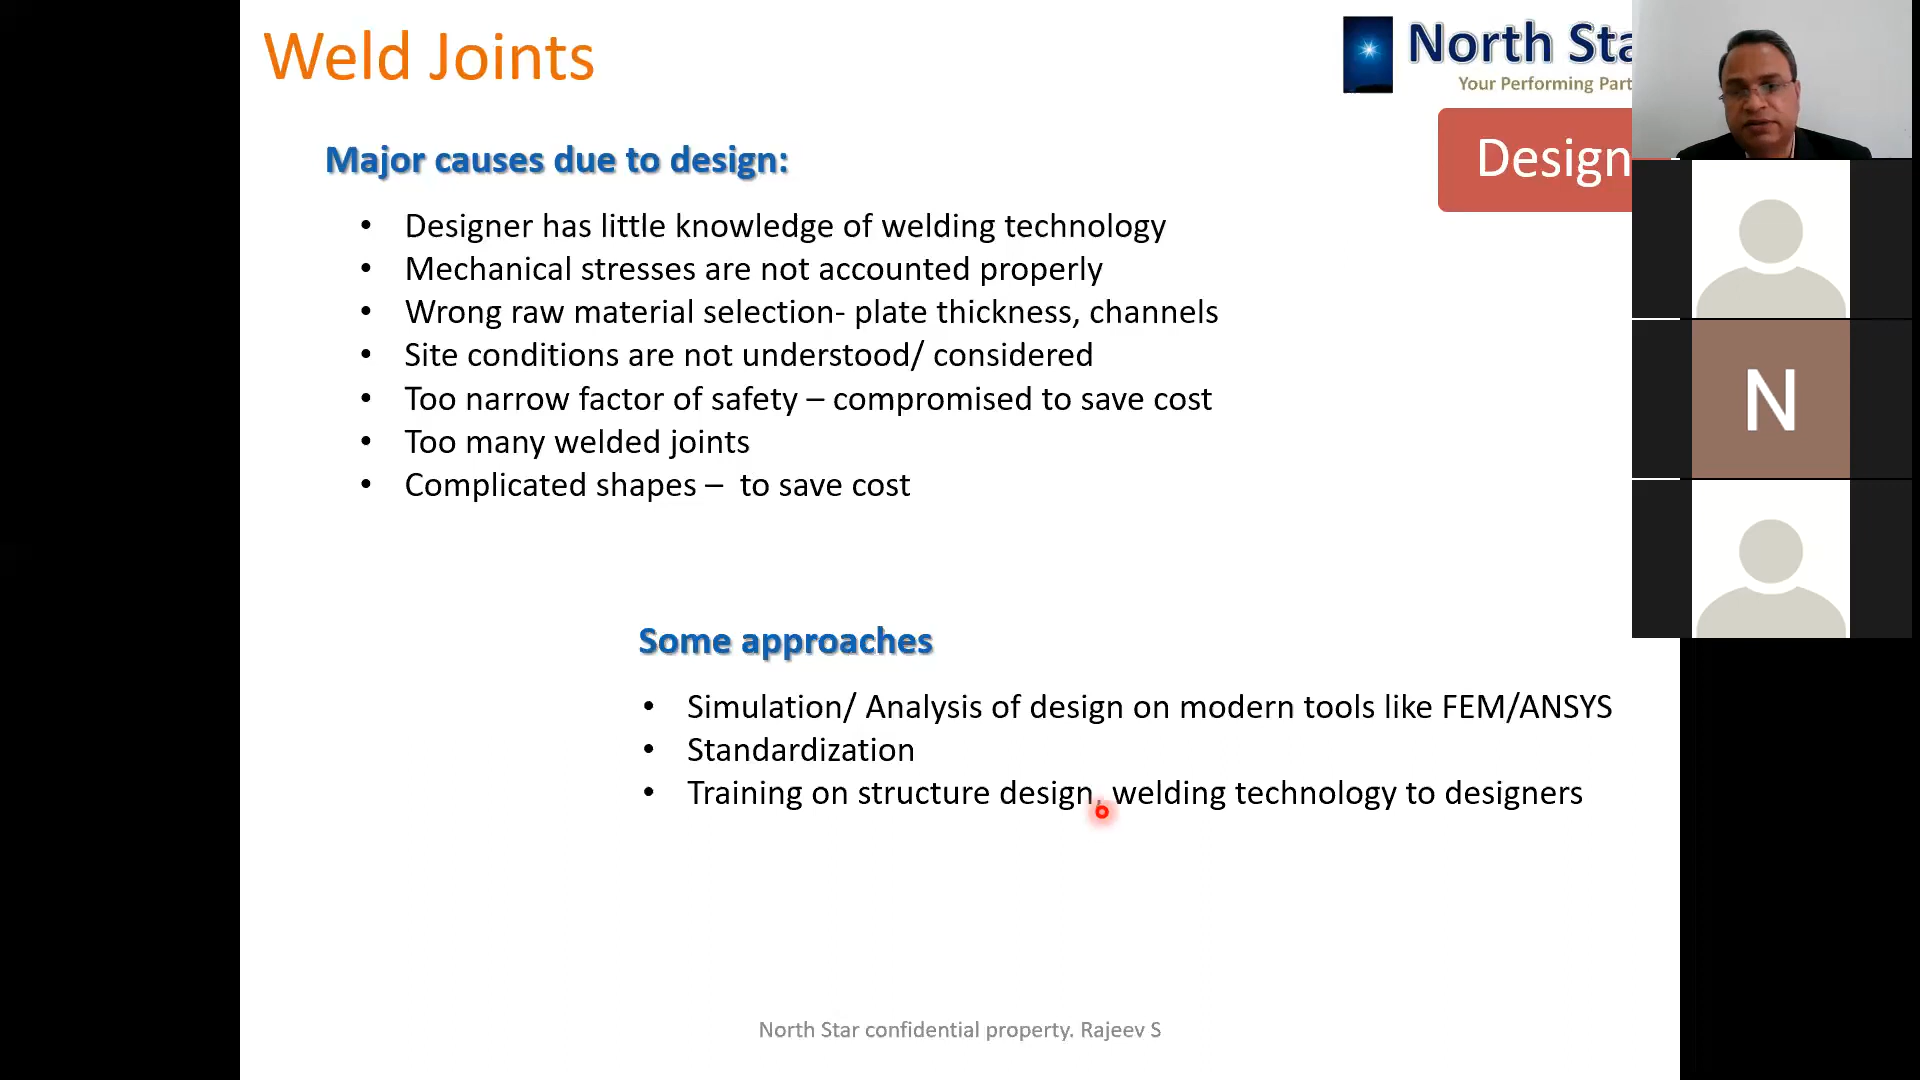 Weld Joints
North Sta
Your Performing Part
Design
Major causes due to design:
• Designer has little knowledge of welding technology
• Mechanical stresses are not accounted properly
• Wrong raw material selection- plate thickness, channels
• Site conditions are not understood/ considered
• Too narrow factor of safety – compromised to save cost
• Too many welded joints
• Complicated shapes –  to save cost
N
Some approaches
• Simulation/ Analysis of design on modern tools like FEM/ANSYS
• Standardization
• Training on structure design, welding technology to designers
North Star confidential property. Rajeev S